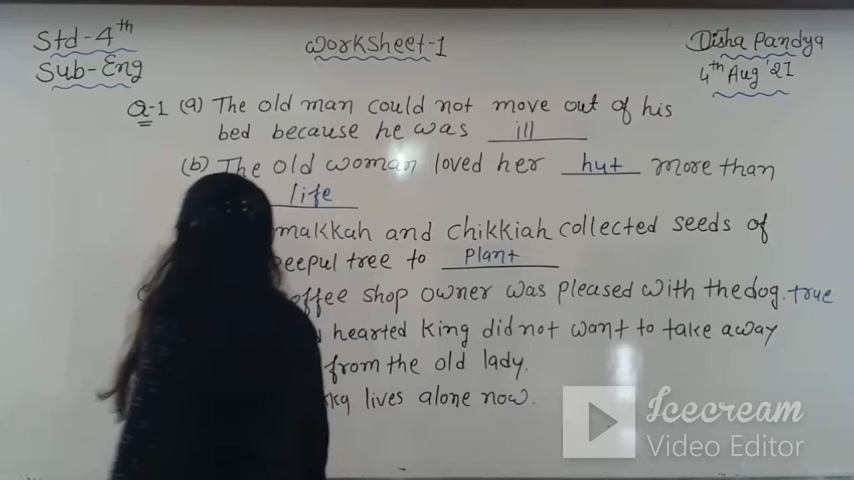 Std-4th
Sub-Eng
Worksheet-1
Disha Pandya
4th Aug '21
Q-1 (a) The old man could not move out of his
bed because he was ill
(b) The old woman loved her hut more than
life
makkah and chikkiah collected seeds of
peepul tree to plant
coffee shop owner was pleased with the dog. true
hearted king did not want to take away
from the old lady.
lives alone now.
Icecream
Video Editor